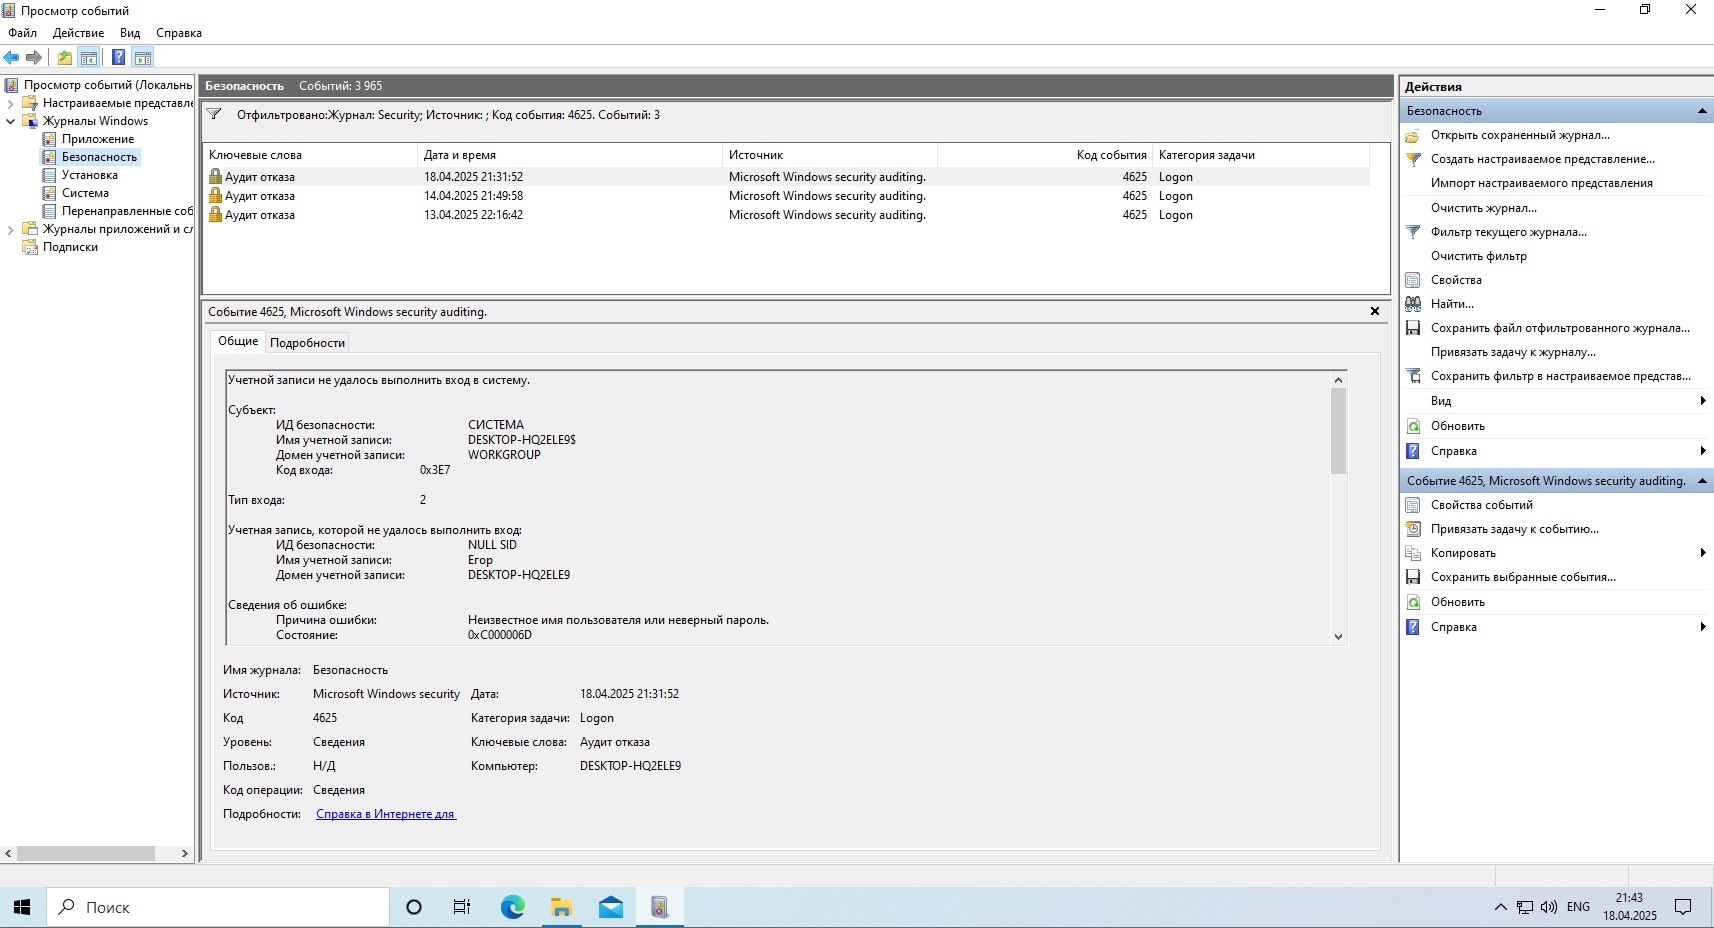 Просмотр событий
Файл Действие Вид Справка
Просмотр событий (Локальнь
Настраиваемые представле
Журналы Windows
Приложение
Безопасность
Установка
Система
Перенаправленные соб
Журналы приложений и сл
Подписки
Безопасность Событий: 3 965
Отфильтровано:Журнал: Security; Источник: ; Код события: 4625. Событий: 3
Ключевые слова Дата и время Источник Код события Категория задачи
Аудит отказа 18.04.2025 21:31:52 Microsoft Windows security auditing. 4625 Logon
Аудит отказа 14.04.2025 21:49:58 Microsoft Windows security auditing. 4625 Logon
Аудит отказа 13.04.2025 22:16:42 Microsoft Windows security auditing. 4625 Logon
Событие 4625, Microsoft Windows security auditing.
Общие Подробности
Учетной записи не удалось выполнить вход в систему.
Субъект:
ИД безопасности: СИСТЕМА
Имя учетной записи: DESKTOP-HQ2ELE9$
Домен учетной записи: WORKGROUP
Код входа: 0x3E7
Тип входа: 2
Учетная запись, которой не удалось выполнить вход:
ИД безопасности: NULL SID
Имя учетной записи: Егор
Домен учетной записи: DESKTOP-HQ2ELE9
Сведения об ошибке:
Причина ошибки: Неизвестное имя пользователя или неверный пароль.
Состояние: 0xC000006D
Имя журнала: Безопасность
Источник: Microsoft Windows security Дата: 18.04.2025 21:31:52
Код 4625 Категория задачи: Logon
Уровень: Сведения Ключевые слова: Аудит отказа
Пользов.: Н/Д Компьютер: DESKTOP-HQ2ELE9
Код операции: Сведения
Подробности: Справка в Интернете для
Действия
Безопасность
Открыть сохраненный журнал...
Создать настраиваемое представление...
Импорт настраиваемого представления
Очистить журнал...
Фильтр текущего журнала...
Очистить фильтр
Свойства
Найти...
Сохранить файл отфильтрованного журнала...
Привязать задачу к журналу...
Сохранить фильтр в настраиваемое представ...
Вид
Обновить
Справка
Событие 4625, Microsoft Windows security auditing.
Свойства событий
Привязать задачу к событию...
Копировать
Сохранить выбранные события...
Обновить
Справка
Поиск
ENG
21:43
18.04.2025